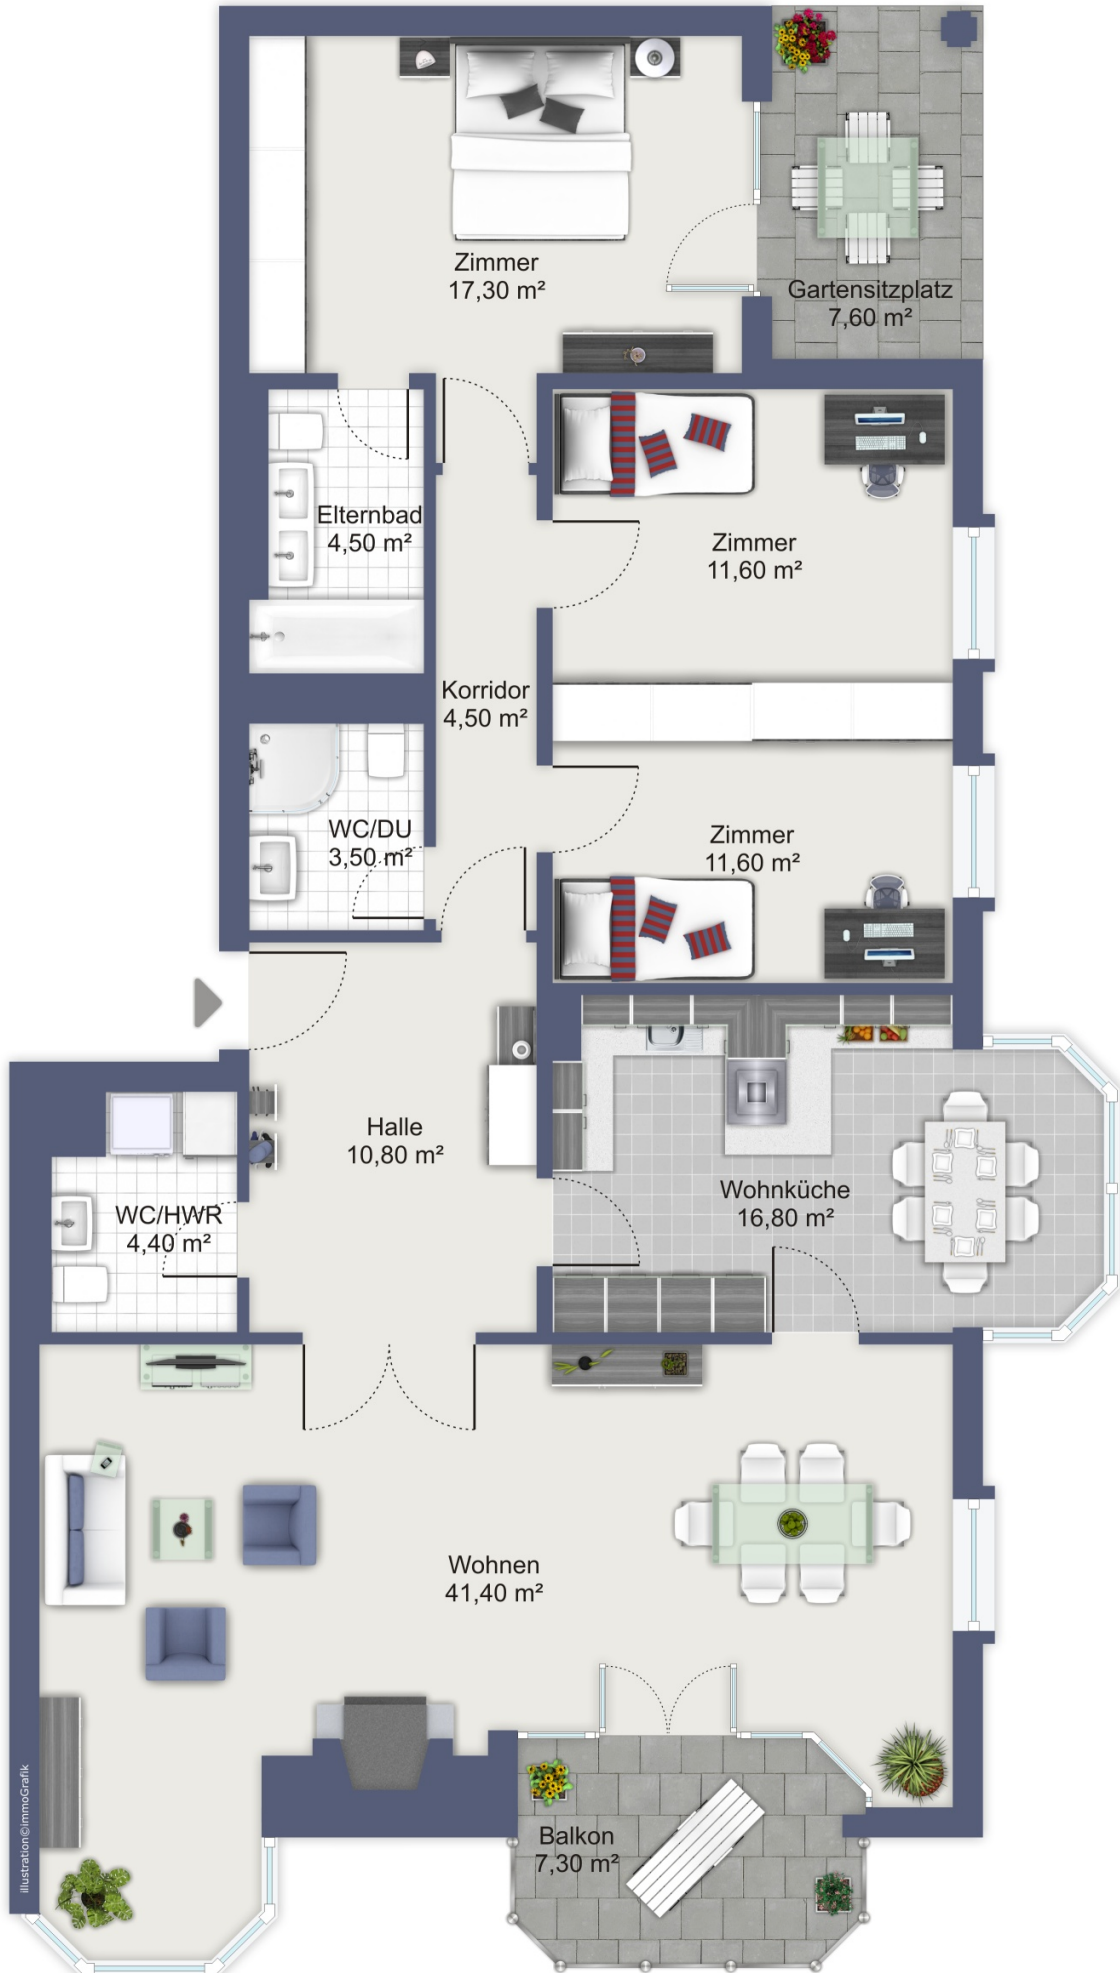 Zimmer
17,30 m²
Gartensitzplatz
7,60 m²
Elternbad
4,50 m²
Zimmer
11,60 m²
Korridor
4,50 m²
WC/DU
3,50 m²
Zimmer
11,60 m²
Halle
10,80 m²
WC/HWR
4,40 m²
Wohnküche
16,80 m²
Wohnen
41,40 m²
Balkon
7,30 m²
illustration©immoGrafik